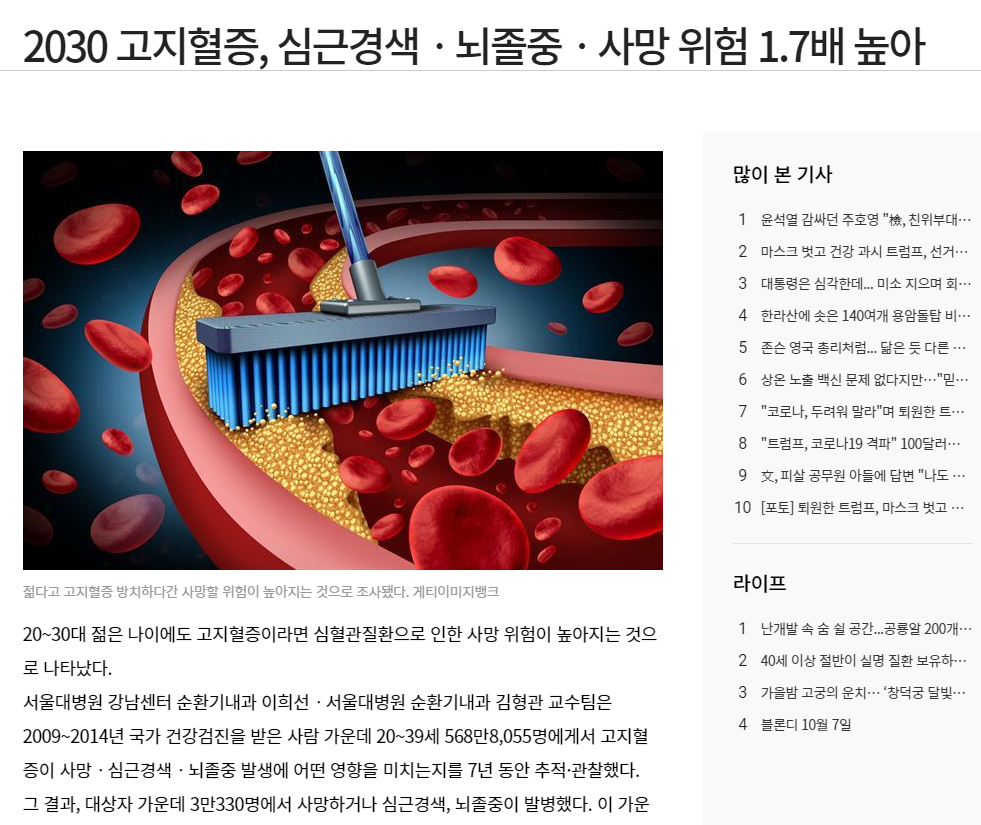 2030 고지혈증, 심근경색 · 뇌졸중 · 사망 위험 1.7배 높아
젊다고 고지혈증 방치하다간 사망할 위험이 높아지는 것으로 조사됐다. 게티이미지뱅크
20~30대 젊은 나이에도 고지혈증이라면 심혈관질환으로 인한 사망 위험이 높아지는 것으
로 나타났다.
서울대병원 강남센터 순환기내과 이희선 · 서울대병원 순환기내과 김형관 교수팀은
2009~2014년 국가 건강검진을 받은 사람 가운데 20~39세 568만8,055명에게서 고지혈
증이 사망 · 심근경색 · 뇌졸중 발생에 어떤 영향을 미치는지를 7년 동안 추적·관찰했다.
그 결과, 대상자 가운데 3만330명에서 사망하거나 심근경색, 뇌졸중이 발병했다. 이 가운
많이 본 기사
1 윤석열 감싸던 주호영 "檢, 친위부대…
2 마스크 벗고 건강 과시 트럼프, 선거…
3 대통령은 심각한데... 미소 지으며 회…
4 한라산에 솟은 140여개 용암돌탑 비…
5 존슨 영국 총리처럼... 닮은 듯 다른 …
6 상온 노출 백신 문제 없다지만…"믿…
7 "코로나, 두려워 말라"며 퇴원한 트…
8 "트럼프, 코로나19 격파" 100달러…
9 文, 피살 공무원 아들에 답변 "나도 …
10 [포토] 퇴원한 트럼프, 마스크 벗고 …
라이프
1 난개발 속 숨 쉴 공간...공룡알 200개…
2 40세 이상 절반이 실명 질환 보유하…
3 가을밤 고궁의 운치… ‘창덕궁 달빛…
4 블론디 10월 7일